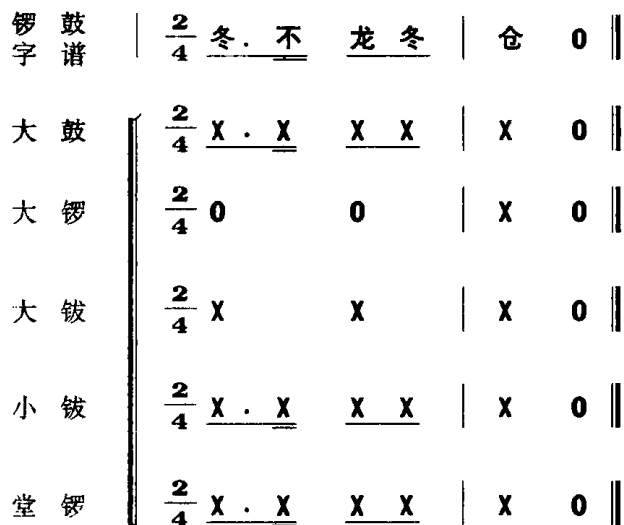 锣鼓字谱 2/4 冬. 不 龙 冬 | 仓 0 ‖
大鼓 2/4 X . X X X | X 0 ‖
大锣 2/4 0 0 | X 0 ‖
大钹 2/4 X X | X 0 ‖
小钹 2/4 X . X X X | X 0 ‖
堂锣 2/4 X . X X X | X 0 ‖